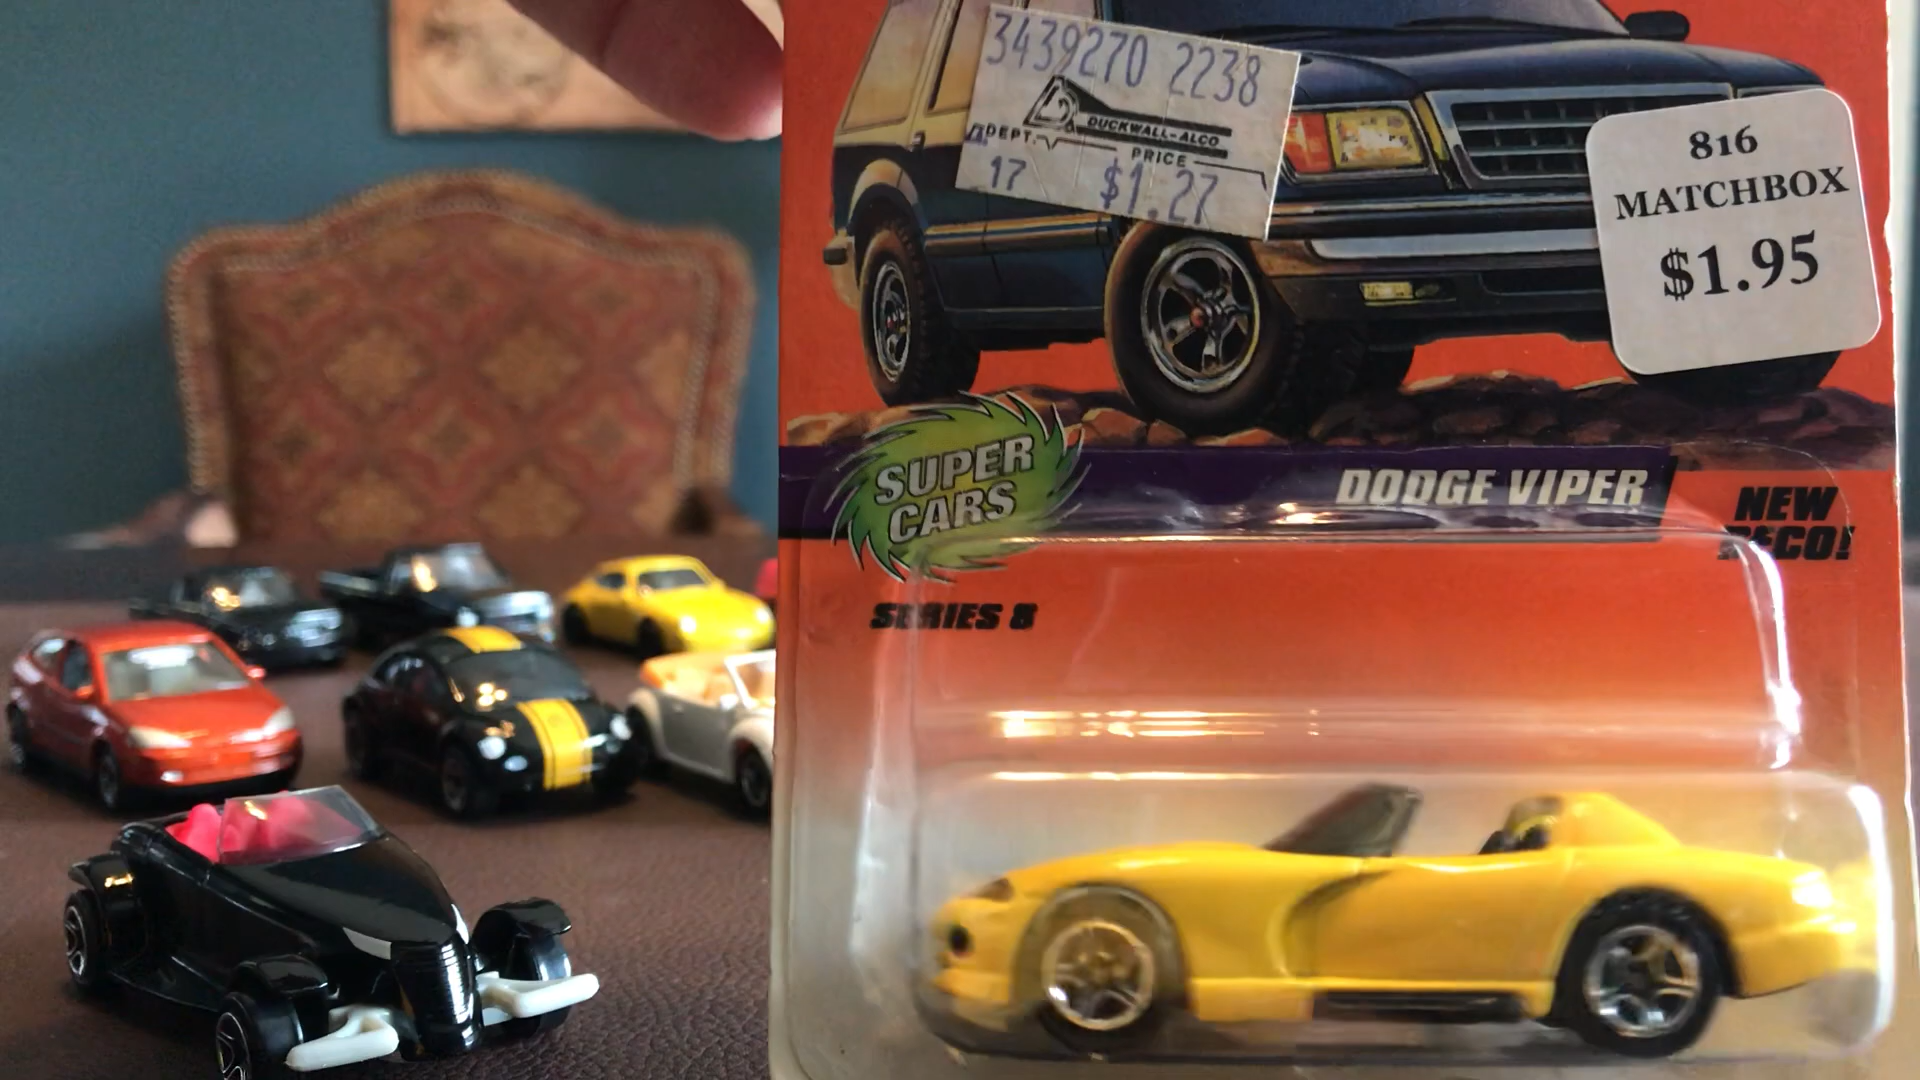 3439270 2238
DUCKWALL-ALCO
DEPT.
PRICE
17 $1.27
816
MATCHBOX
$1.95
SUPER
CARS
DODGE VIPER
NEW
DECO!
SERIES 8